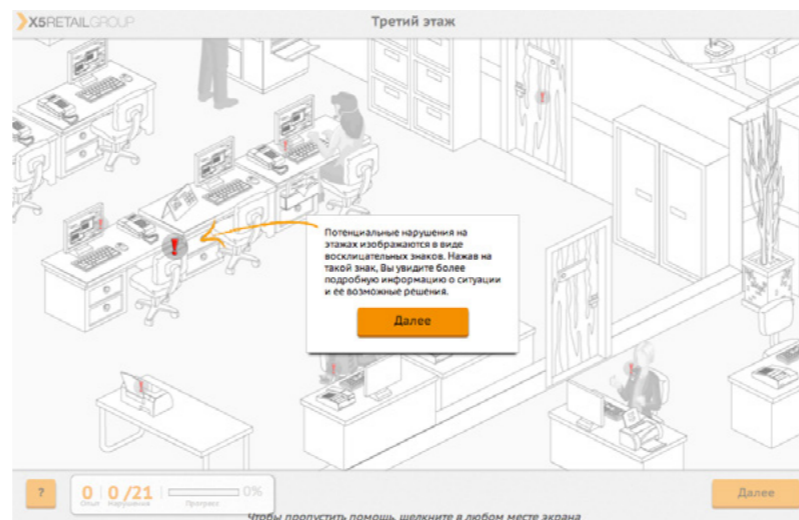 X5RETAILGROUP
Третий этаж
Потенциальные нарушения на
этажах изображаются в виде
восклицательных знаков. Нажав на
такой знак, Вы увидите более
подробную информацию о ситуации
и ее возможные решения.
Далее
?
0 0 /21 0%
Опыт Нарушения Прогресс
Далее
Чтобы пропустить помощь, щелкните в любом месте экрана